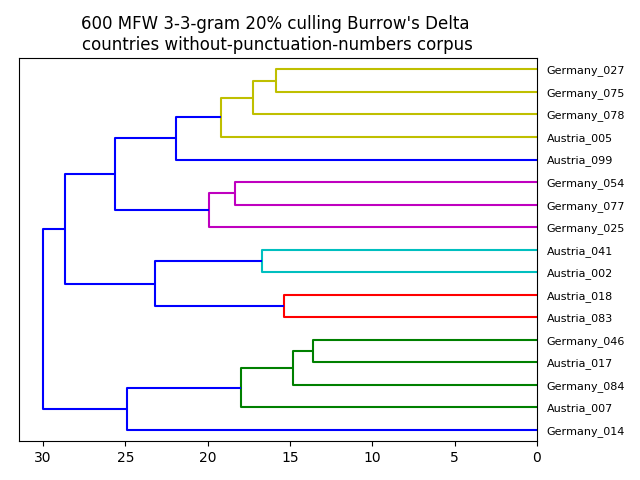 600 MFW 3-3-gram 20% culling Burrow's Delta
countries without-punctuation-numbers corpus
Germany_027
Germany_075
Germany_078
Austria_005
Austria_099
Germany_054
Germany_077
Germany_025
Austria_041
Austria_002
Austria_018
Austria_083
Germany_046
Austria_017
Germany_084
Austria_007
Germany_014
30 25 20 15 10 5 0